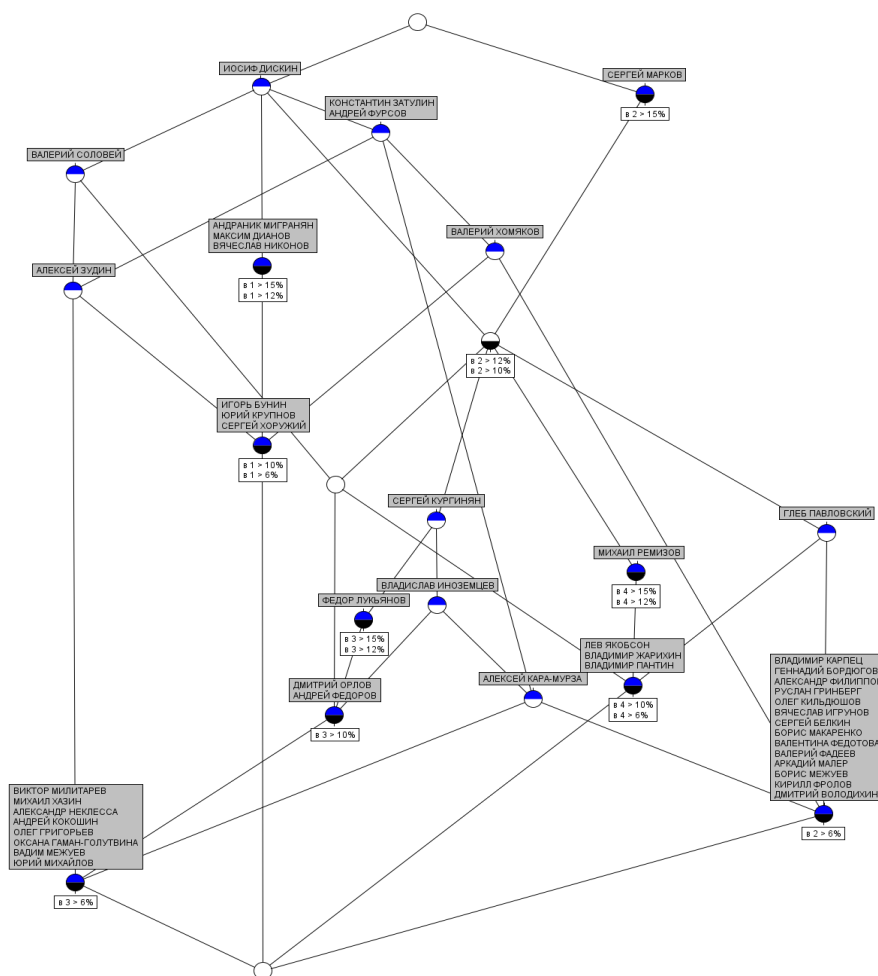 ИОСИФ ДИСКИН
СЕРГЕЙ МАРКОВ
в 2 > 15%
КОНСТАНТИН ЗАТУЛИН
АНДРЕЙ ФУРСОВ
ВАЛЕРИЙ СОЛОВЕЙ
АНДРАНИК МИГРАНЯН
МАКСИМ ДИАНОВ
ВЯЧЕСЛАВ НИКОНОВ
в 1 > 15%
в 1 > 12%
ВАЛЕРИЙ ХОМЯКОВ
АЛЕКСЕЙ ЗУДИН
в 2 > 12%
в 2 > 10%
ИГОРЬ БУНИН
ЮРИЙ КРУПНОВ
СЕРГЕЙ ХОРУЖИЙ
в 1 > 10%
в 1 > 6%
СЕРГЕЙ КУРГИНЯН
ГЛЕБ ПАВЛОВСКИЙ
МИХАИЛ РЕМИЗОВ
в 4 > 15%
в 4 > 12%
ВЛАДИСЛАВ ИНОЗЕМЦЕВ
ФЕДОР ЛУКЬЯНОВ
в 3 > 15%
в 3 > 12%
ЛЕВ ЯКОБСОН
ВЛАДИМИР ЖАРИХИН
ВЛАДИМИР ПАНТИН
в 4 > 10%
в 4 > 6%
АЛЕКСЕЙ КАРА-МУРЗА
ДМИТРИЙ ОРЛОВ
АНДРЕЙ ФЕДОРОВ
в 3 > 10%
ВЛАДИМИР КАРПЕЦ
ГЕННАДИЙ БОРДЮГОВ
АЛЕКСАНДР ФИЛИППОВ
РУСЛАН ГРИНБЕРГ
ОЛЕГ КИЛЬДЮШОВ
ВЯЧЕСЛАВ ИГРУНОВ
СЕРГЕЙ БЕЛКИН
БОРИС МАКАРЕНКО
ВАЛЕНТИНА ФЕДОТОВА
ВАЛЕРИЙ ФАДЕЕВ
АРКАДИЙ МАЛЕР
БОРИС МЕЖУЕВ
КИРИЛЛ ФРОЛОВ
ДМИТРИЙ ВОЛОДИХИН
в 2 > 6%
ВИКТОР МИЛИТАРЕВ
МИХАИЛ ХАЗИН
АЛЕКСАНДР НЕКЛЕССА
АНДРЕЙ КОКОШИН
ОЛЕГ ГРИГОРЬЕВ
ОКСАНА ГАМАН-ГОЛУТВИНА
ВАДИМ МЕЖУЕВ
ЮРИЙ МИХАЙЛОВ
в 3 > 6%